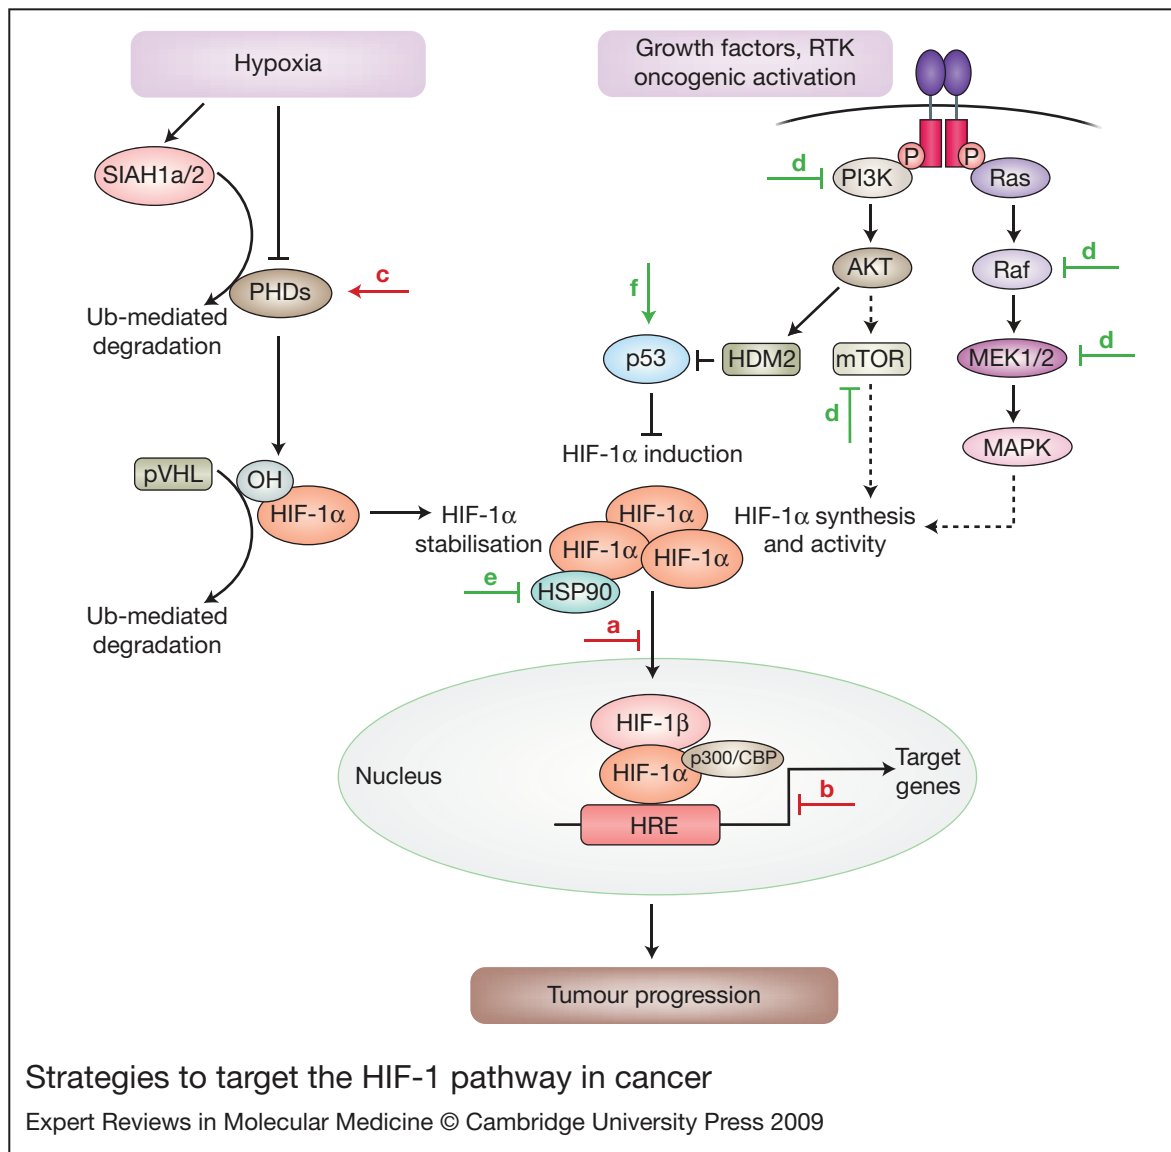 Hypoxia
Growth factors, RTK
oncogenic activation
SIAH1a/2
P
P
d
PI3K
Ras
AKT
Raf
d
c
PHDs
f
Ub-mediated
degradation
p53
HDM2
mTOR
MEK1/2
d
d
HIF-1α induction
MAPK
pVHL
OH
HIF-1α
HIF-1α
stabilisation
HIF-1α
HIF-1α
HIF-1α
HIF-1α synthesis
and activity
e
HSP90
Ub-mediated
degradation
a
HIF-1β
p300/CBP
HIF-1α
Nucleus
Target
genes
b
HRE
Tumour progression
Strategies to target the HIF-1 pathway in cancer
Expert Reviews in Molecular Medicine © Cambridge University Press 2009